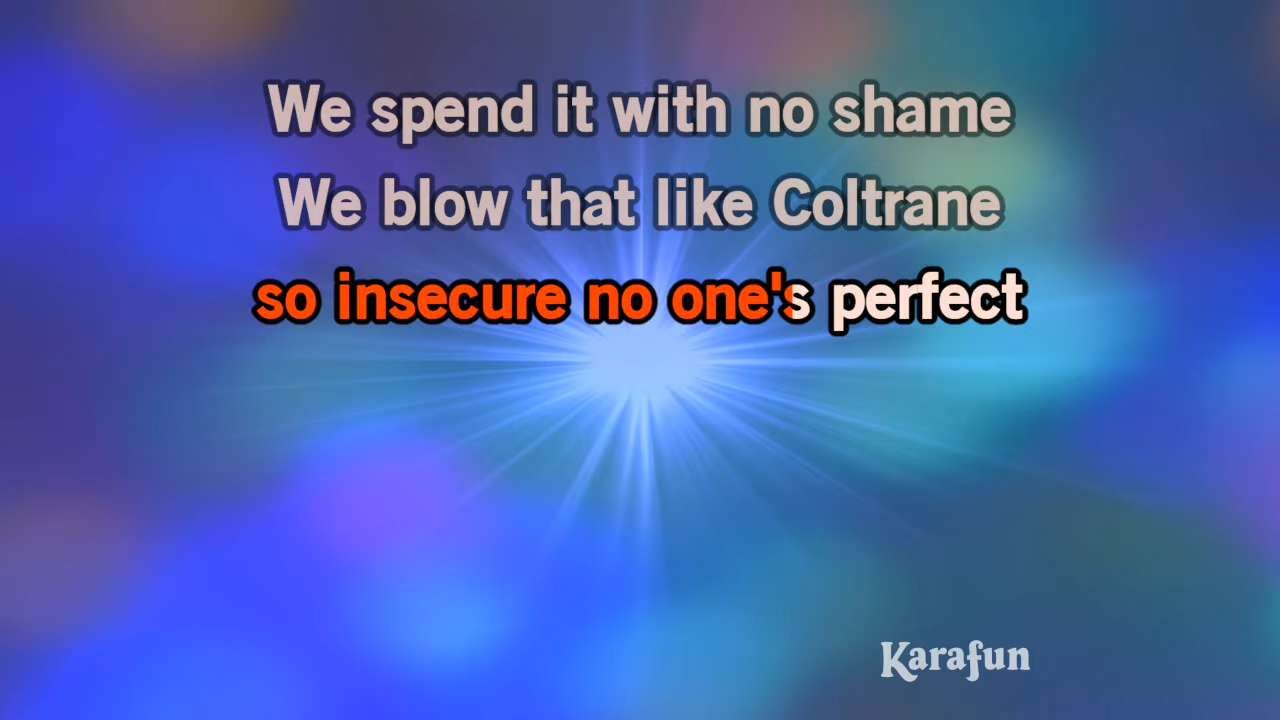 We spend it with no shame
We blow that like Coltrane
so insecure no one's perfect
Karafun